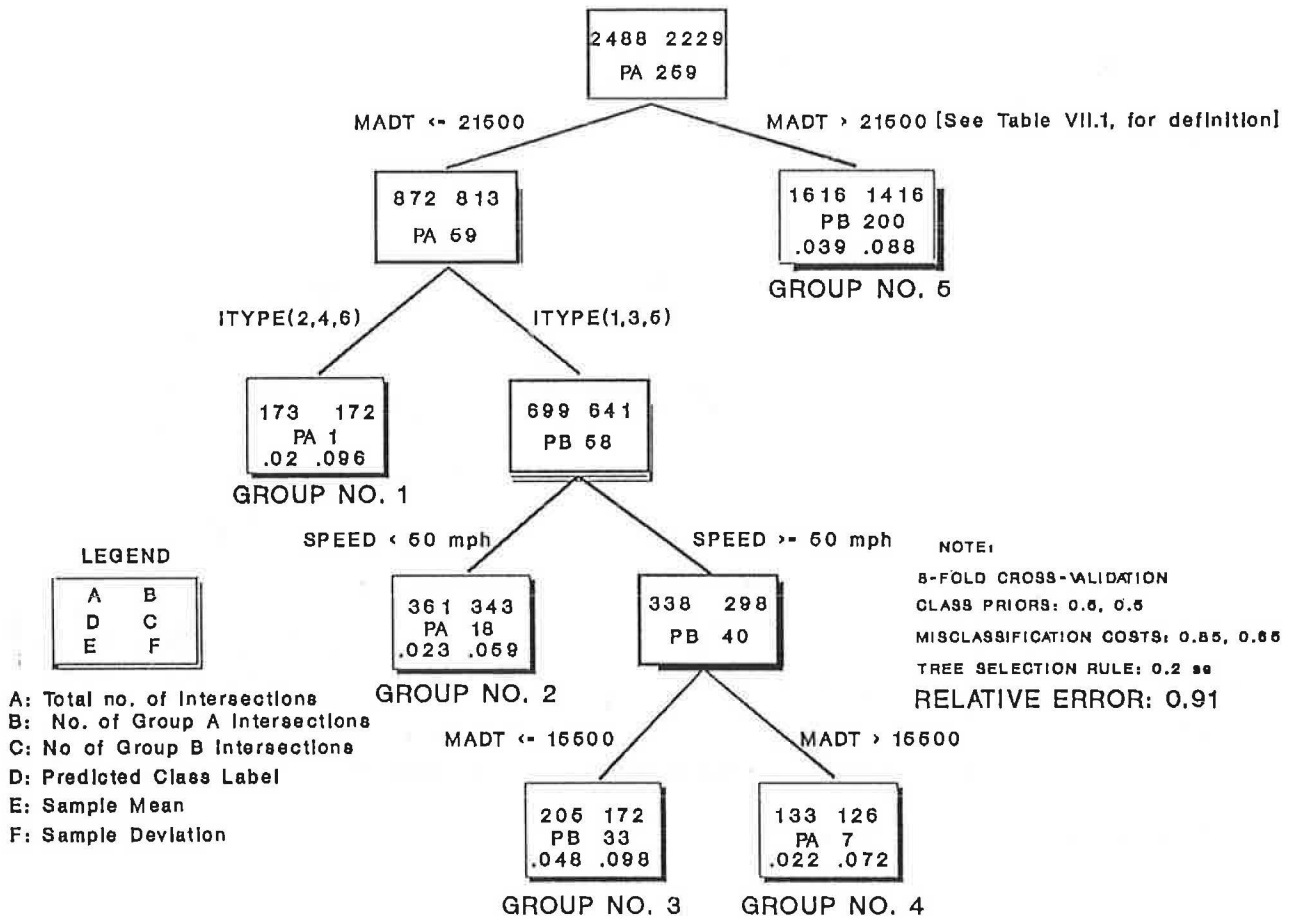 2488 2229
PA 259
MADT <= 21500
MADT > 21500 [See Table VII.1, for definition]
872 813
PA 59
1616 1416
PB 200
.039 .088
GROUP NO. 5
ITYPE(2,4,6)
ITYPE(1,3,5)
173 172
PA 1
.02 .096
GROUP NO. 1
699 641
PB 58
SPEED < 50 mph
SPEED >= 50 mph
LEGEND
A B
D C
E F
A: Total no. of Intersections
B: No. of Group A Intersections
C: No of Group B Intersections
D: Predicted Class Label
E: Sample Mean
F: Sample Deviation
361 343
PA 18
.023 .059
GROUP NO. 2
338 298
PB 40
NOTE:
8-FOLD CROSS-VALIDATION
CLASS PRIORS: 0.5, 0.5
MISCLASSIFICATION COSTS: 0.85, 0.65
TREE SELECTION RULE: 0.2 se
RELATIVE ERROR: 0.91
MADT <= 15500
MADT > 15500
205 172
PB 33
.048 .098
GROUP NO. 3
133 126
PA 7
.022 .072
GROUP NO. 4